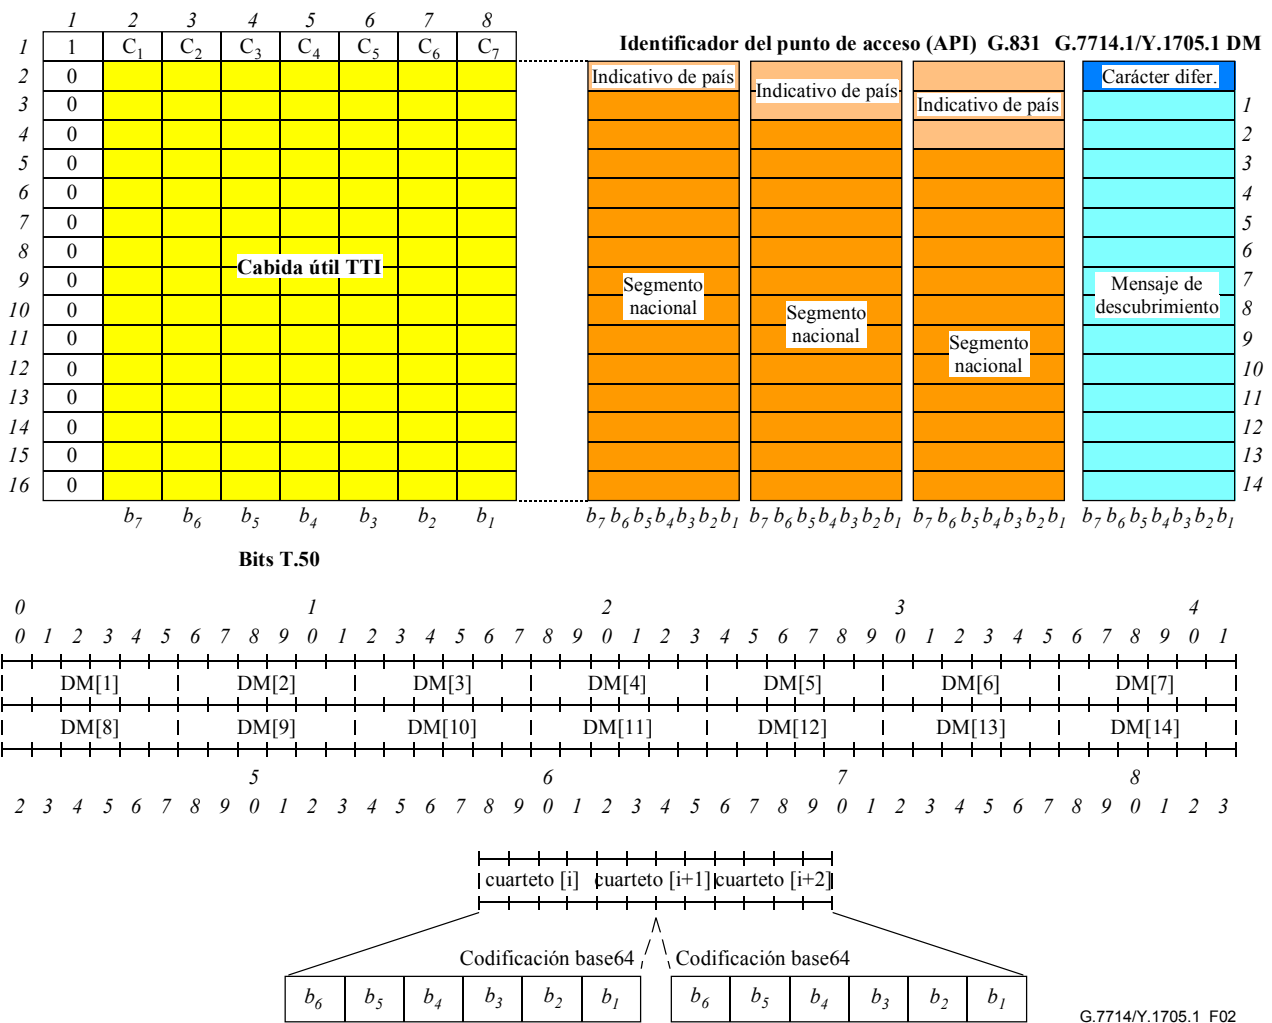 1 2 3 4 5 6 7 8
1 1 C1 C2 C3 C4 C5 C6 C7
Identificador del punto de acceso (API) G.831 G.7714.1/Y.1705.1 DM
2 0 Indicativo de país Carácter difer.
3 0 Indicativo de país Indicativo de país 1
4 0 2
5 0 3
6 0 4
7 0 5
8 0 6
Cabida útil TTI
9 0 7
Segmento nacional
Segmento nacional
Segmento nacional
Mensaje de descubrimiento
10 0 8
11 0 9
12 0 10
13 0 11
14 0 12
15 0 13
16 0 14
b7 b6 b5 b4 b3 b2 b1 b7 b6 b5 b4 b3 b2 b1 b7 b6 b5 b4 b3 b2 b1 b7 b6 b5 b4 b3 b2 b1 b7 b6 b5 b4 b3 b2 b1
Bits T.50
0 1 2 3 4
0 1 2 3 4 5 6 7 8 9 0 1 2 3 4 5 6 7 8 9 0 1 2 3 4 5 6 7 8 9 0 1 2 3 4 5 6 7 8 9 0 1
DM[1] DM[2] DM[3] DM[4] DM[5] DM[6] DM[7]
DM[8] DM[9] DM[10] DM[11] DM[12] DM[13] DM[14]
5 6 7 8
2 3 4 5 6 7 8 9 0 1 2 3 4 5 6 7 8 9 0 1 2 3 4 5 6 7 8 9 0 1 2 3 4 5 6 7 8 9 0 1 2 3
cuarteto [i] cuarteto [i+1] cuarteto [i+2]
Codificación base64 Codificación base64
b6 b5 b4 b3 b2 b1 b6 b5 b4 b3 b2 b1
G.7714/Y.1705.1_F02